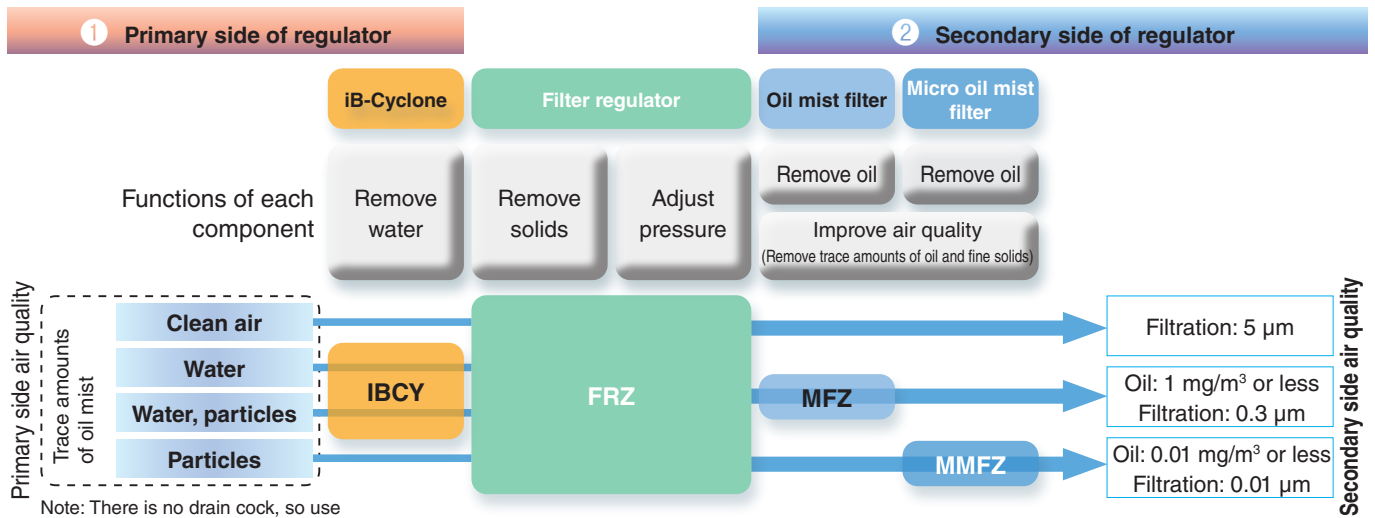 1 Primary side of regulator
2 Secondary side of regulator
iB-Cyclone
Filter regulator
Oil mist filter
Micro oil mist
filter
Functions of each
component
Remove
water
Remove
solids
Adjust
pressure
Remove oil
Remove oil
Improve air quality
(Remove trace amounts of oil and fine solids)
Primary side air quality
Trace amounts
of oil mist
Clean air
Water
Water, particles
Particles
IBCY
FRZ
MFZ
MMFZ
Filtration: 5 µm
Oil: 1 mg/m³ or less
Filtration: 0.3 µm
Oil: 0.01 mg/m³ or less
Filtration: 0.01 µm
Secondary side air quality
Note: There is no drain cock, so use